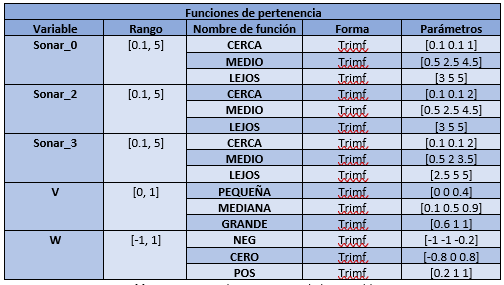 Funciones de pertenencia
Variable Rango Nombre de función Forma Parámetros
Sonar_0 [0.1, 5] CERCA Trimf, [0.1 0.1 1]
MEDIO Trimf, [0.5 2.5 4.5]
LEJOS Trimf, [3 5 5]
Sonar_2 [0.1, 5] CERCA Trimf, [0.1 0.1 2]
MEDIO Trimf, [0.5 2.5 4.5]
LEJOS Trimf, [3 5 5]
Sonar_3 [0.1, 5] CERCA Trimf, [0.1 0.1 2]
MEDIO Trimf, [0.5 2 3.5]
LEJOS Trimf, [2.5 5 5]
V [0, 1] PEQUEÑA Trimf, [0 0 0.4]
MEDIANA Trimf, [0.1 0.5 0.9]
GRANDE Trimf, [0.6 1 1]
W [-1, 1] NEG Trimf, [-1 -1 -0.2]
CERO Trimf, [-0.8 0 0.8]
POS Trimf, [0.2 1 1]